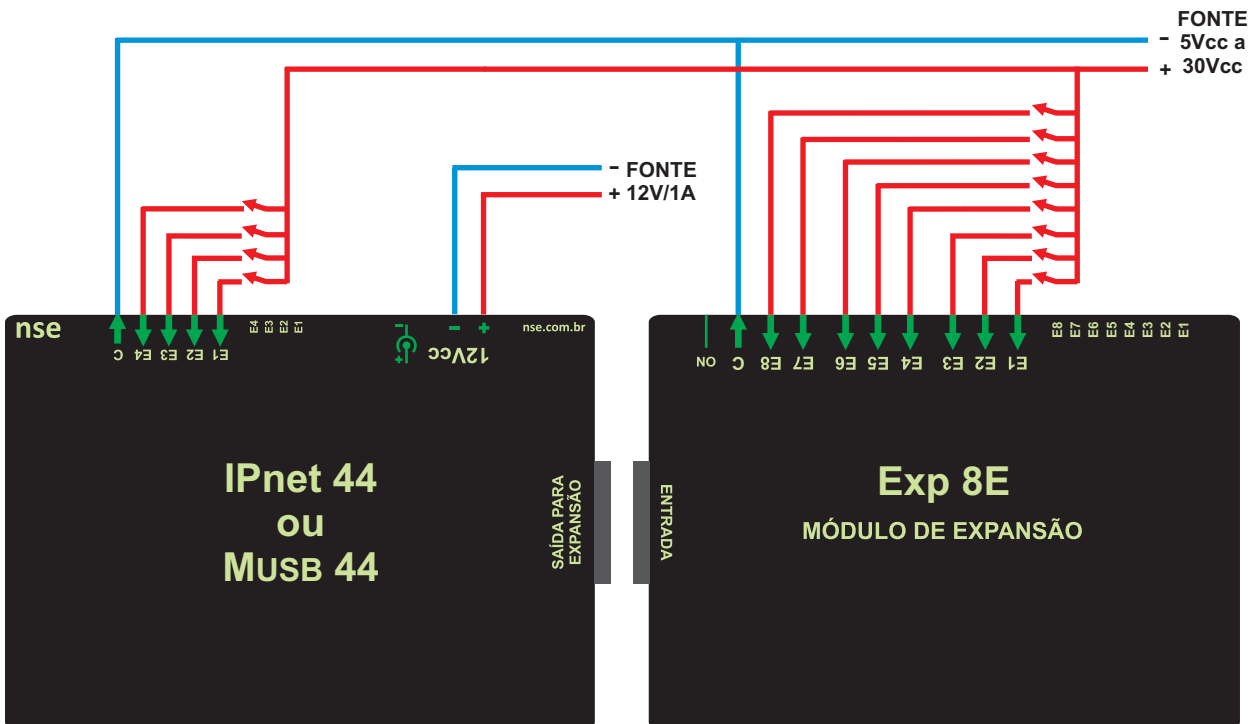 FONTE
- 5Vcc a
+ 30Vcc
- FONTE
+ 12V/1A
nse
C
E4
E3
E2
E1
E4
E3
E2
E1
12Vcc
- +
nse.com.br
IPnet 44
ou
MUSB 44
SAÍDA PARA
EXPANSÃO
ON
C
E8
E7
E6
E5
E4
E3
E2
E1
E8
E7
E6
E5
E4
E3
E2
E1
ENTRADA
Exp 8E
MÓDULO DE EXPANSÃO